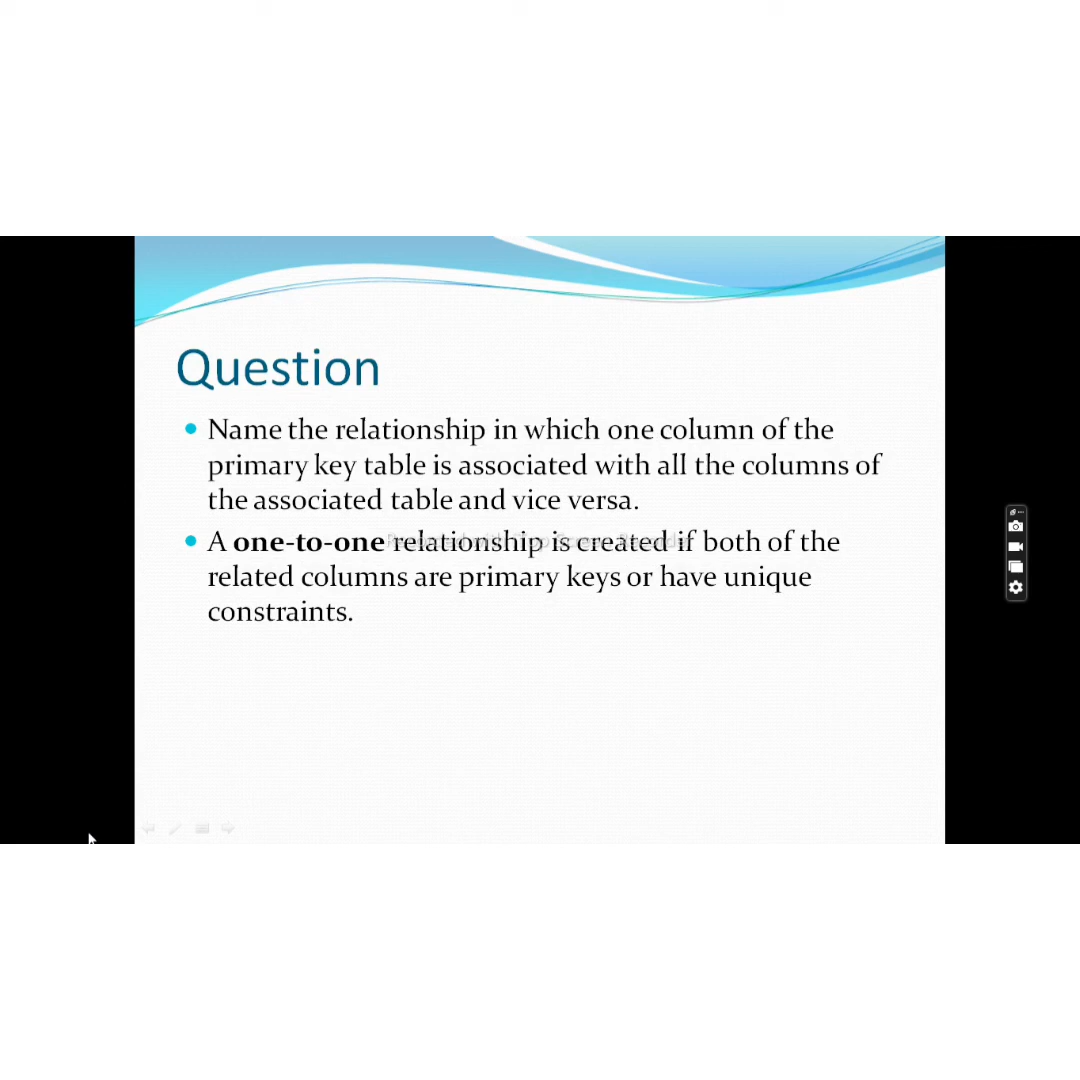 Question
Name the relationship in which one column of the
primary key table is associated with all the columns of
the associated table and vice versa.
A one-to-one relationship is created if both of the
related columns are primary keys or have unique
constraints.